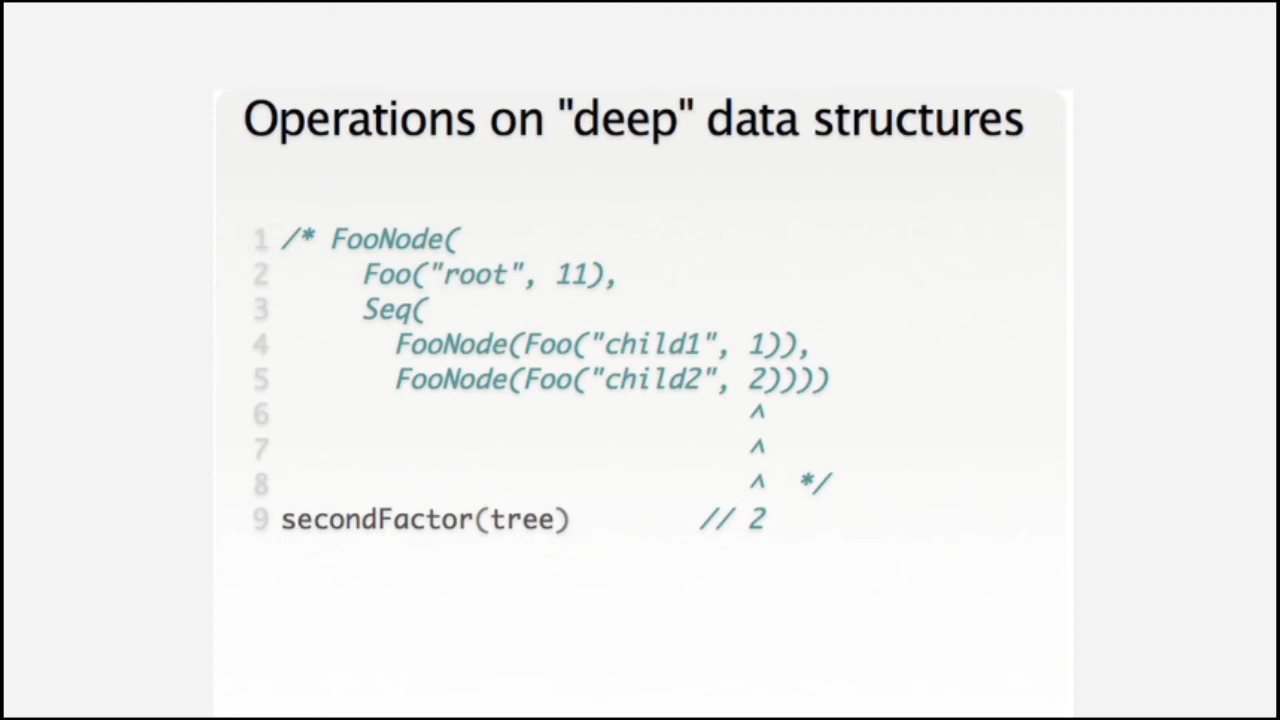 Operations on "deep" data structures
1 /* FooNode(
2 Foo("root", 11),
3 Seq(
4 FooNode(Foo("child1", 1)),
5 FooNode(Foo("child2", 2))))
6 ^
7 ^
8 ^ */
9 secondFactor(tree) // 2